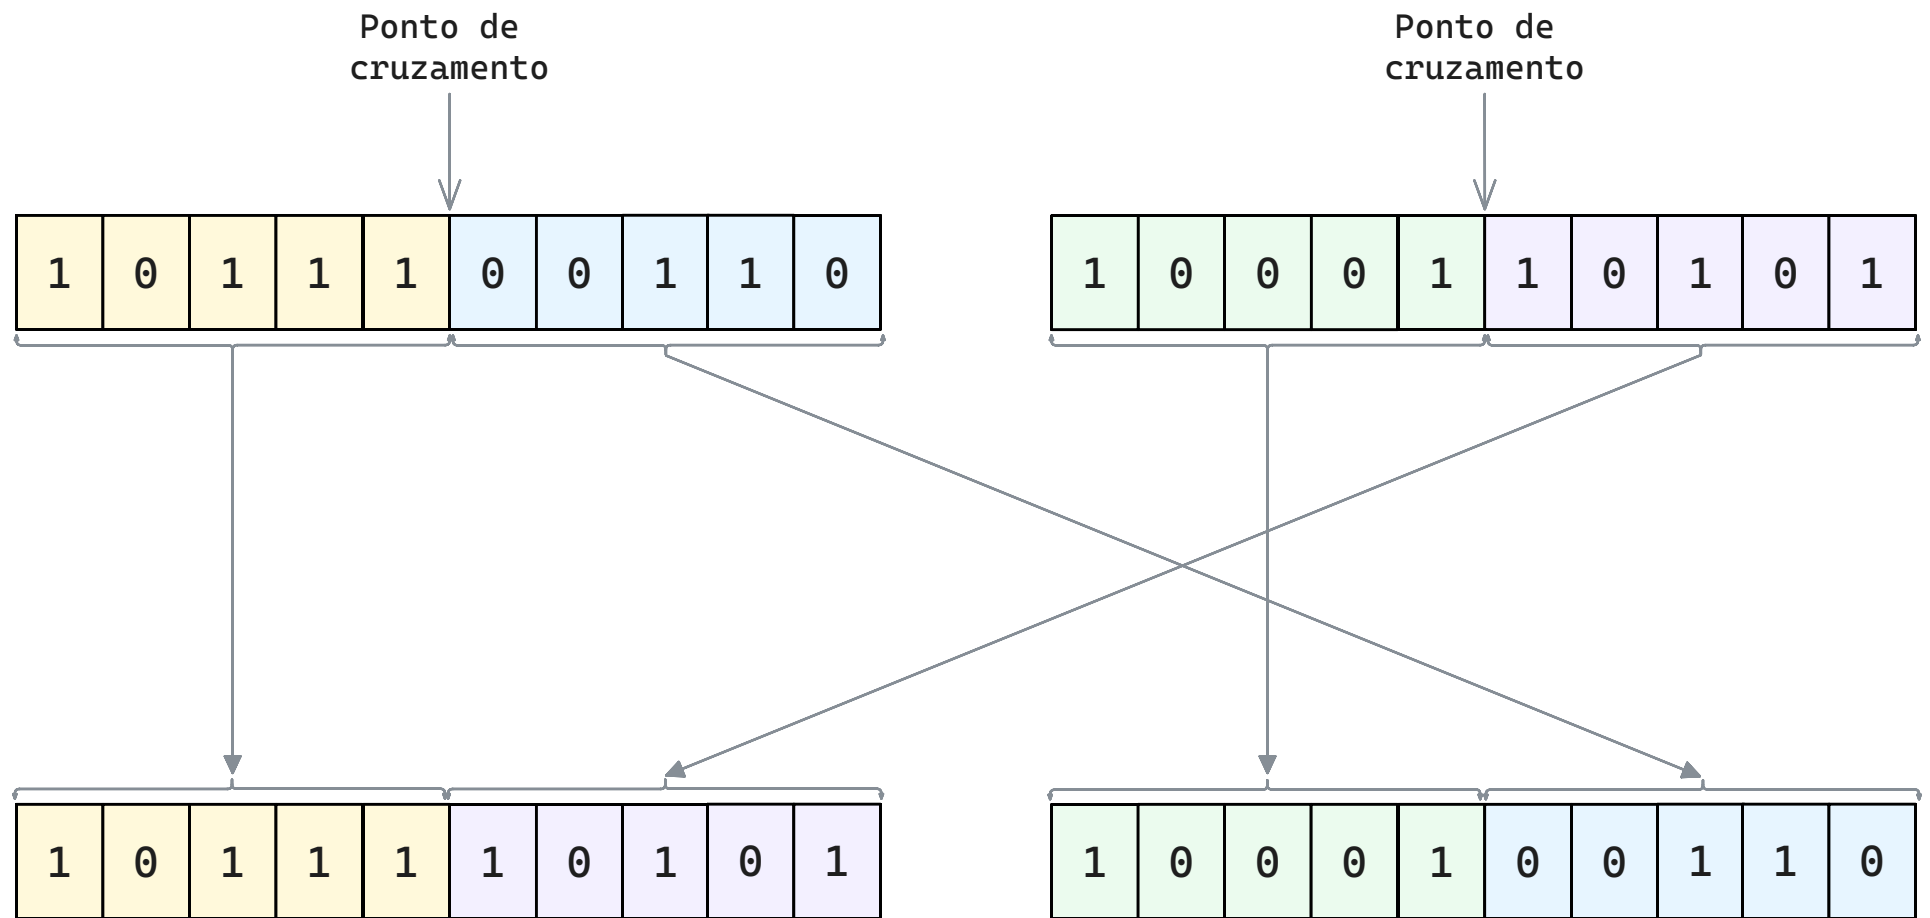 Ponto de
cruzamento
Ponto de
cruzamento
1 0 1 1 1 0 0 1 1 0
1 0 0 0 1 1 0 1 0 1
1 0 1 1 1 1 0 1 0 1
1 0 0 0 1 0 0 1 1 0